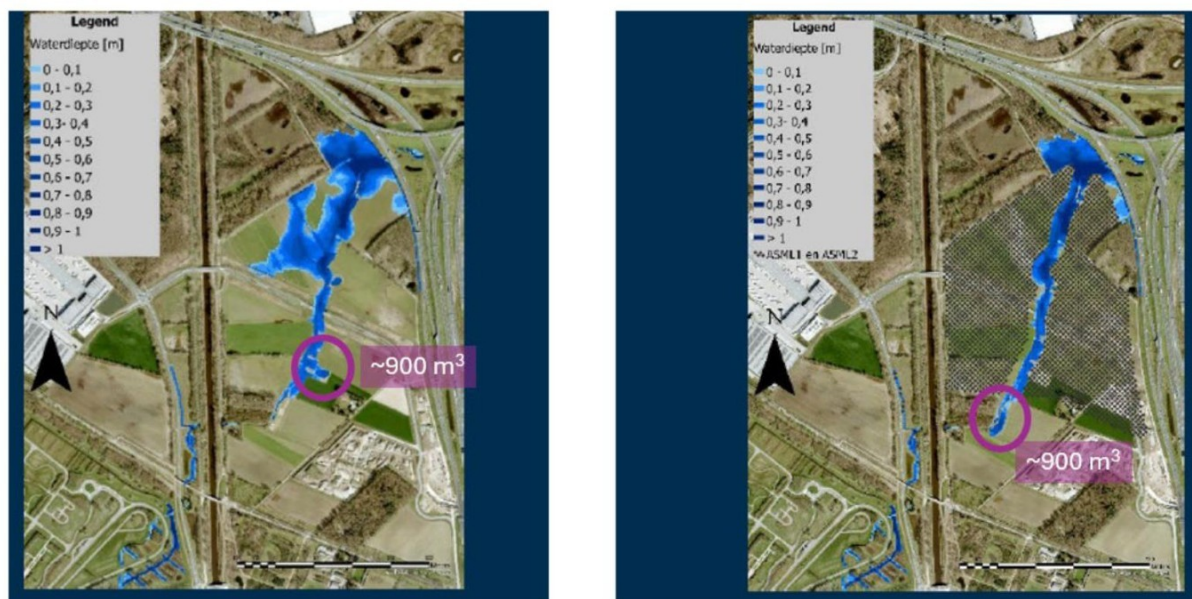 Legend
Waterdiepte [m]
0 - 0,1
0,1 - 0,2
0,2 - 0,3
0,3- 0,4
0,4 - 0,5
0,5 - 0,6
0,6 - 0,7
0,7 - 0,8
0,8 - 0,9
0,9 - 1
> 1
N
~900 m³
Legend
Waterdiepte [m]
0 - 0,1
0,1 - 0,2
0,2 - 0,3
0,3- 0,4
0,4 - 0,5
0,5 - 0,6
0,6 - 0,7
0,7 - 0,8
0,8 - 0,9
0,9 - 1
> 1
ASML1 en ASML2
N
~900 m³